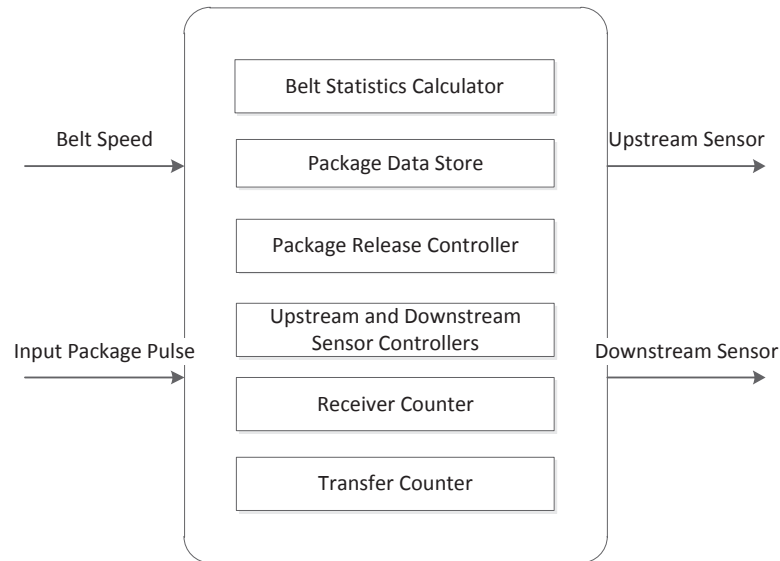 Belt Statistics Calculator
Belt Speed
Package Data Store
Upstream Sensor
Package Release Controller
Upstream and Downstream
Sensor Controllers
Input Package Pulse
Downstream Sensor
Receiver Counter
Transfer Counter